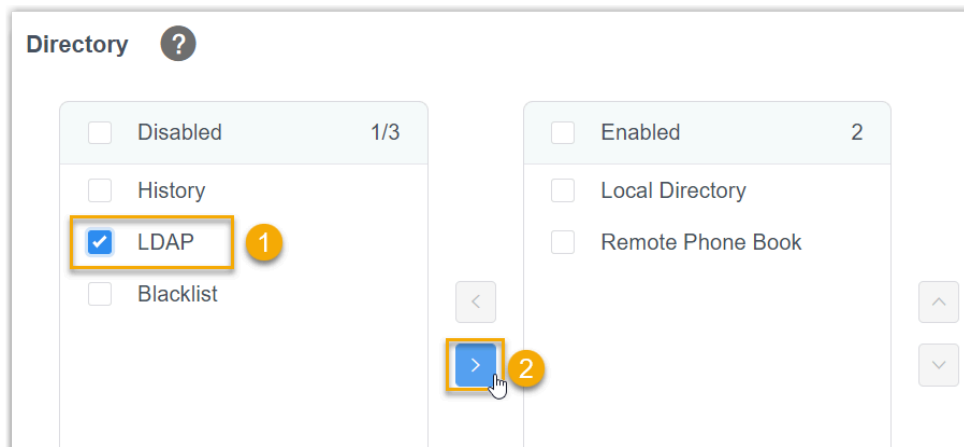 Directory ?
Disabled 1/3
Enabled 2
History
Local Directory
LDAP 1
Remote Phone Book
Blacklist
2